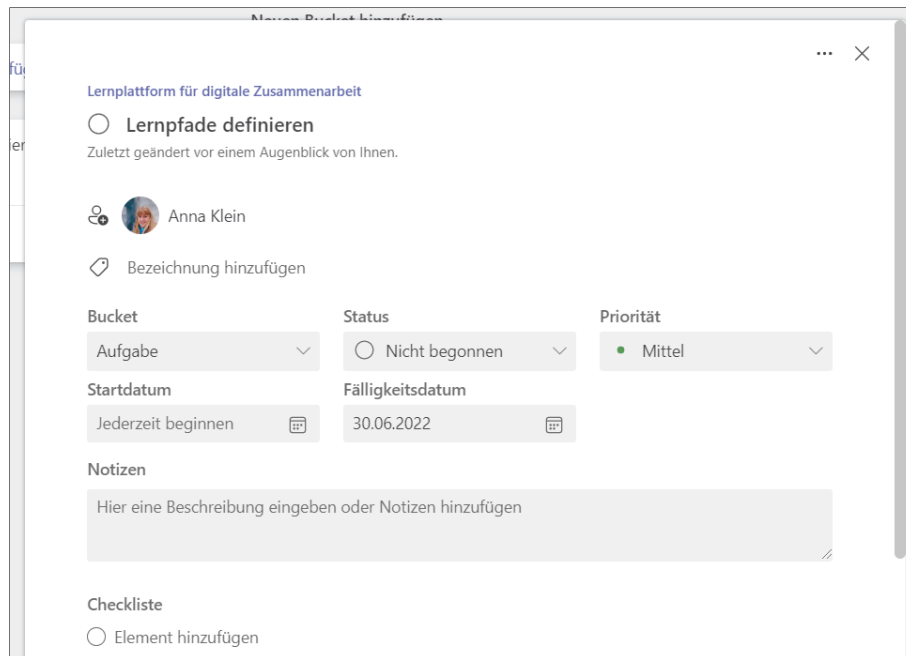 Neuen Bucket hinzufügen
Lernplattform für digitale Zusammenarbeit
Lernpfade definieren
Zuletzt geändert vor einem Augenblick von Ihnen.
Anna Klein
Bezeichnung hinzufügen
Bucket Status Priorität
Aufgabe Nicht begonnen Mittel
Startdatum Fälligkeitsdatum
Jederzeit beginnen 30.06.2022
Notizen
Hier eine Beschreibung eingeben oder Notizen hinzufügen
Checkliste
Element hinzufügen